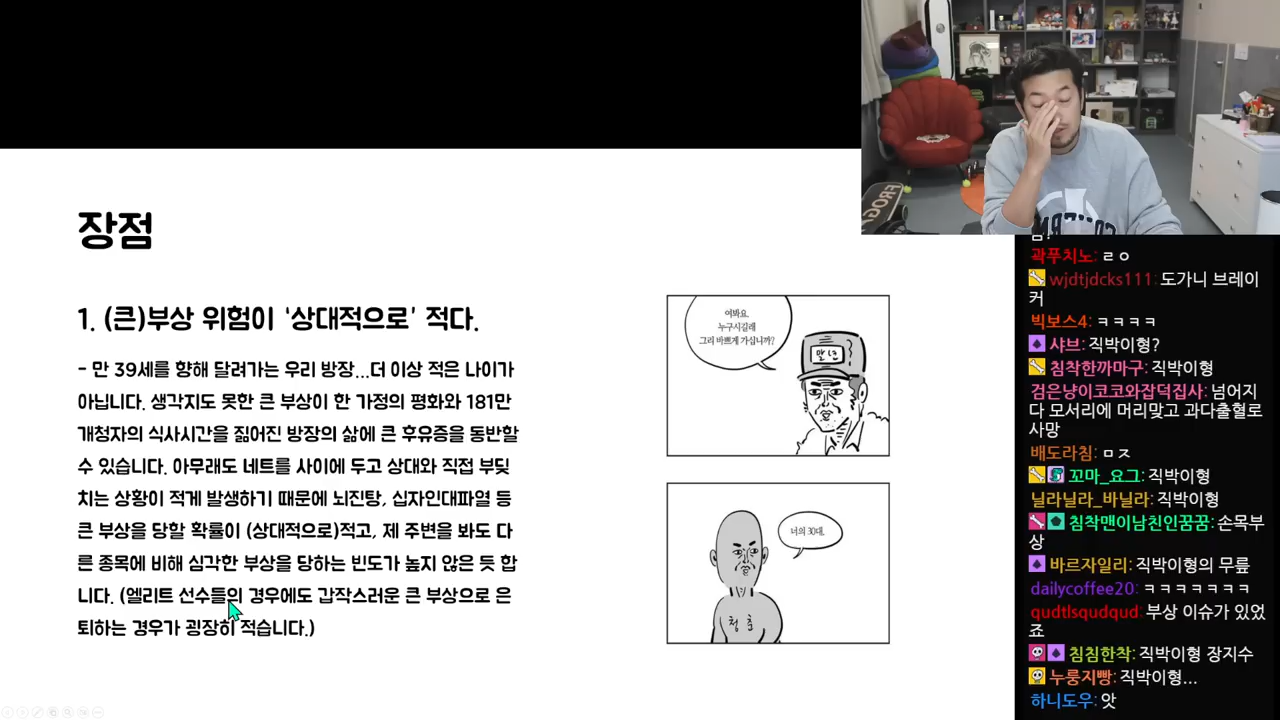 장점
1. (큰)부상 위험이 '상대적으로' 적다.
- 만 39세를 향해 달려가는 우리 방장...더 이상 적은 나이가
아닙니다. 생각지도 못한 큰 부상이 한 가정의 평화와 181만
개청자의 식사시간을 짊어진 방장의 삶에 큰 후유증을 동반할
수 있습니다. 아무래도 네트를 사이에 두고 상대와 직접 부딪
치는 상황이 적게 발생하기 때문에 뇌진탕, 십자인대파열 등
큰 부상을 당할 확률이 (상대적으로)적고, 제 주변을 봐도 다
른 종목에 비해 심각한 부상을 당하는 빈도가 높지 않은 듯 합
니다. (엘리트 선수들의 경우에도 갑작스러운 큰 부상으로 은
퇴하는 경우가 굉장히 적습니다.)
여봐요.
누구시길래
그리 바쁘게 가십니까?
말년
너의 30대.
청춘
FROGG
곽푸치노: ㄹㅇ
wjdtjdcks111: 도가니 브레이
커
빅보스4: ㅋㅋㅋㅋ
샤브: 직박이형?
침착한까마구: 직박이형
검은냥이코코와잡덕집사: 넘어지
다 모서리에 머리맞고 과다출혈로
사망
배도라침: ㅁㅈ
꼬마_요그: 직박이형
닐라닐라_바닐라: 직박이형
침착맨이남친인꿈꿈: 손목부
상
바르자일리: 직박이형의 무릎
dailycoffee20: ㅋㅋㅋㅋㅋㅋㅋ
qudtlsqudqud: 부상 이슈가 있었
죠
침침한착: 직박이형 장지수
누룽지빵: 직박이형...
하니도우: 앗